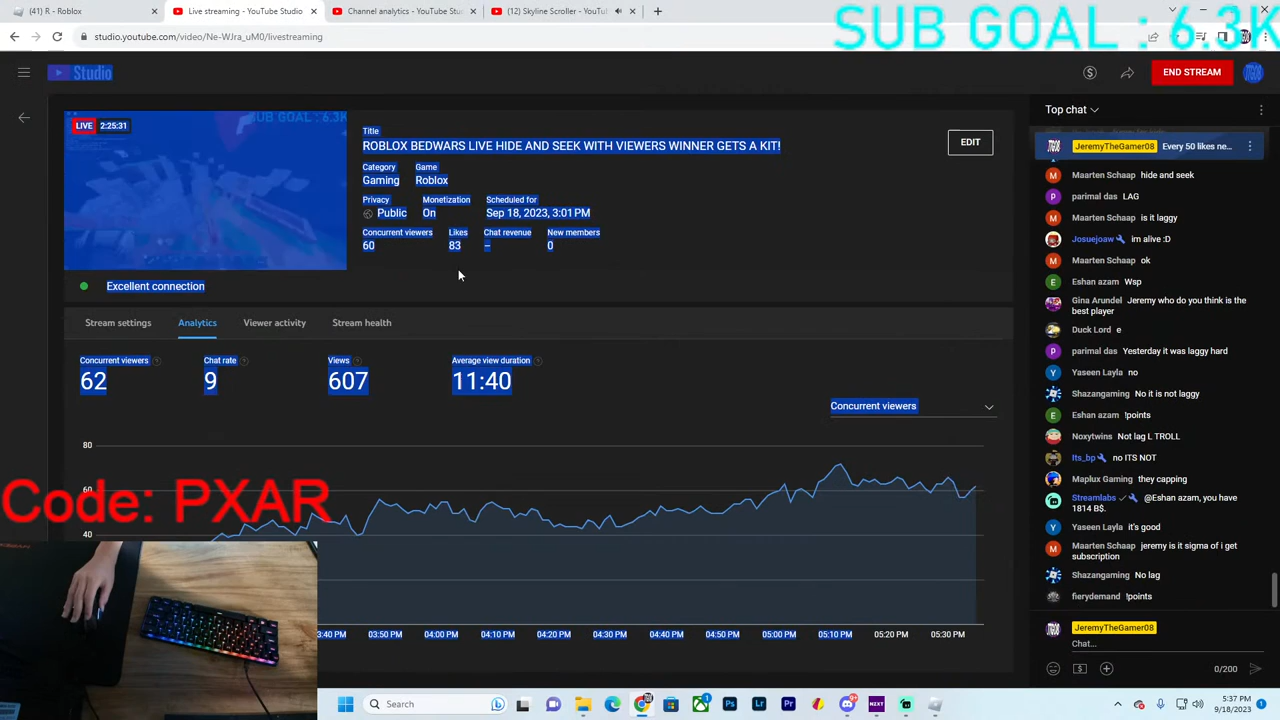 (41) R - Roblox
Live streaming - YouTube Studio
Channel analytics - YouTube Stud
(12) Skyline Scroller - YouTu
studio.youtube.com/video/Ne-WJra_uM0/livestreaming
SUB GOAL : 6.3K
Studio
END STREAM
LIVE 2:25:31
SUB GOAL : 6.3K
Title
ROBLOX BEDWARS LIVE HIDE AND SEEK WITH VIEWERS WINNER GETS A KIT!
EDIT
Category Game
Gaming Roblox
Privacy Monetization Scheduled for
Public On Sep 18, 2023, 3:01 PM
Concurrent viewers Likes Chat revenue New members
60 83 – 0
Excellent connection
Stream settings Analytics Viewer activity Stream health
Concurrent viewers Chat rate Views Average view duration
62 9 607 11:40
Concurrent viewers
80
60
40
Code: PXAR
3:40 PM 03:50 PM 04:00 PM 04:10 PM 04:20 PM 04:30 PM 04:40 PM 04:50 PM 05:00 PM 05:10 PM 05:20 PM 05:30 PM
Top chat
JeremyTheGamer08 Every 50 likes ne...
Maarten Schaap hide and seek
parimal das LAG
Maarten Schaap is it laggy
Josuejoaw im alive :D
Maarten Schaap ok
Eshan azam Wsp
Gina Arundel Jeremy who do you think is the
best player
Duck Lord e
parimal das Yesterday it was laggy hard
Yaseen Layla no
Shazangaming No it is not laggy
Eshan azam !points
Noxytwins Not lag L TROLL
Its_bp no ITS NOT
Maplux Gaming they capping
Streamlabs @Eshan azam, you have
1814 B$.
Yaseen Layla it's good
Maarten Schaap jeremy is it sigma of i get
subscription
Shazangaming No lag
fierydemand !points
JeremyTheGamer08
Chat...
0/200
Search
5:37 PM
9/18/2023